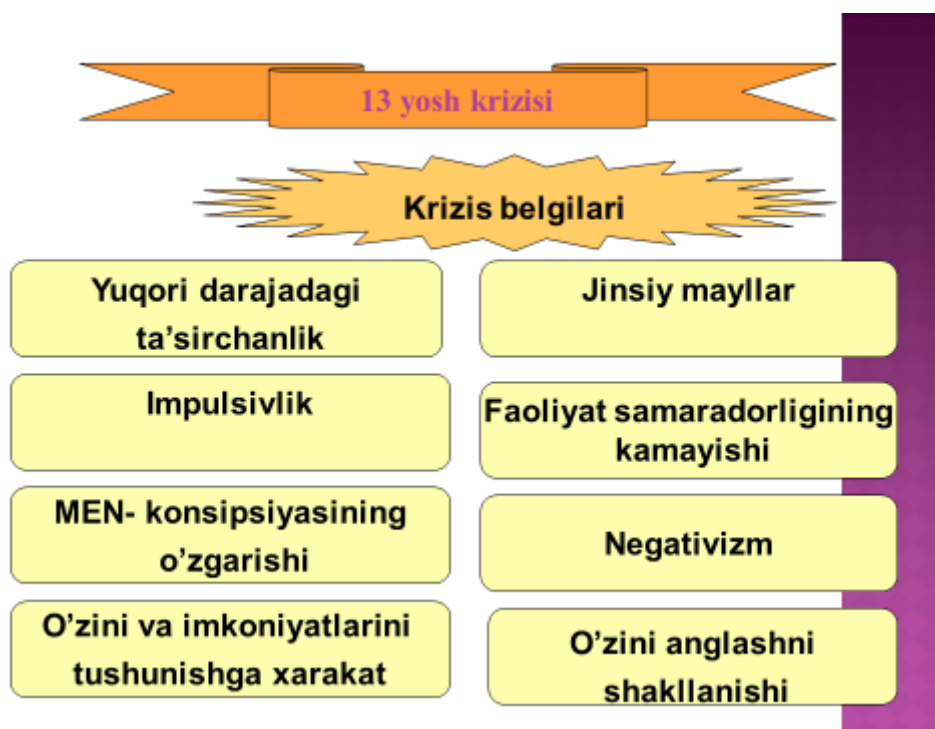 13 yosh krizisi
Krizis belgilari
Yuqori darajadagi
ta'sirchanlik
Jinsiy mayllar
Impulsivlik
Faoliyat samaradorligining
kamayishi
MEN- konsipsiyasining
o'zgarishi
Negativizm
O'zini va imkoniyatlarini
tushunishga xarakat
O'zini anglashni
shakllanishi